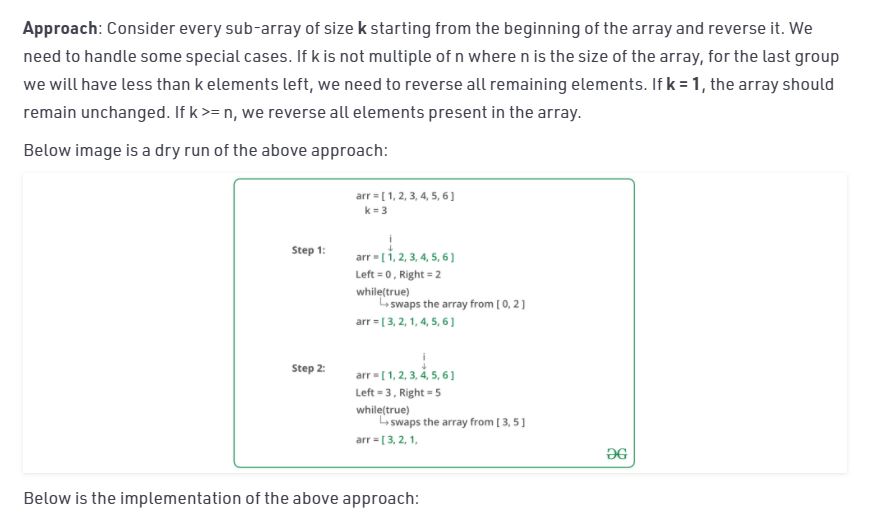 Approach: Consider every sub-array of size k starting from the beginning of the array and reverse it. We
need to handle some special cases. If k is not multiple of n where n is the size of the array, for the last group
we will have less than k elements left, we need to reverse all remaining elements. If k = 1, the array should
remain unchanged. If k >= n, we reverse all elements present in the array.
Below image is a dry run of the above approach:
arr = [ 1, 2, 3, 4, 5, 6 ]
k = 3
i
Step 1:
arr = [ 1, 2, 3, 4, 5, 6 ]
Left = 0 , Right = 2
while(true)
swaps the array from [ 0, 2 ]
arr = [ 3, 2, 1, 4, 5, 6 ]
i
Step 2:
arr = [ 1, 2, 3, 4, 5, 6 ]
Left = 3 , Right = 5
while(true)
swaps the array from [ 3, 5 ]
arr = [ 3, 2, 1,
Below is the implementation of the above approach: